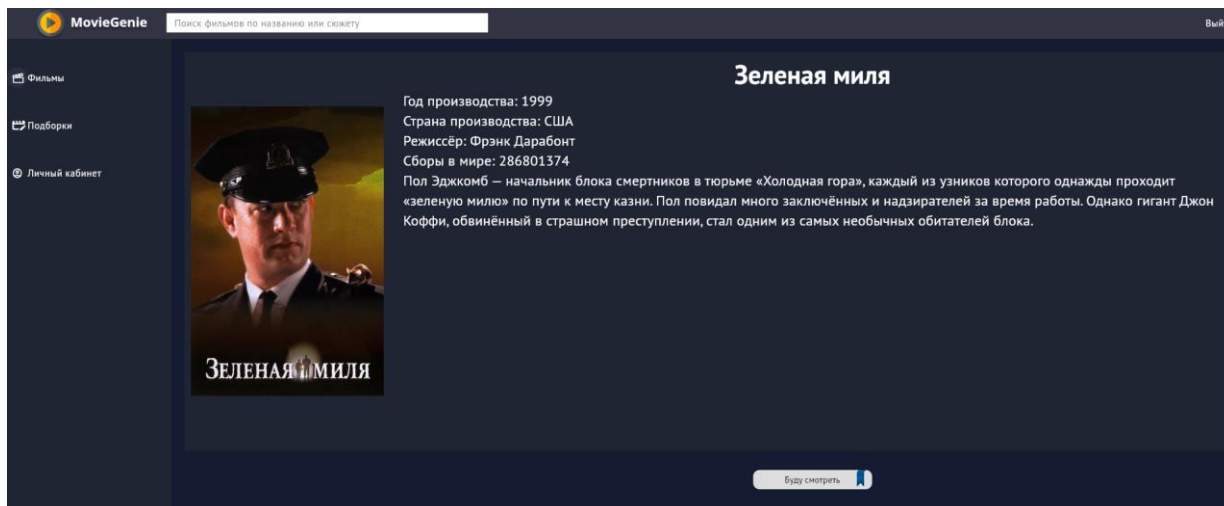 MovieGenie
Поиск фильмов по названию или сюжету
Вый
Фильмы
Подборки
Личный кабинет
Зеленая миля
Год производства: 1999
Страна производства: США
Режиссёр: Фрэнк Дарабонт
Сборы в мире: 286801374
Пол Эджкомб — начальник блока смертников в тюрьме «Холодная гора», каждый из узников которого однажды проходит
«зеленую милю» по пути к месту казни. Пол повидал много заключённых и надзирателей за время работы. Однако гигант Джон
Коффи, обвинённый в страшном преступлении, стал одним из самых необычных обитателей блока.
ЗЕЛЕНАЯ МИЛЯ
Буду смотреть